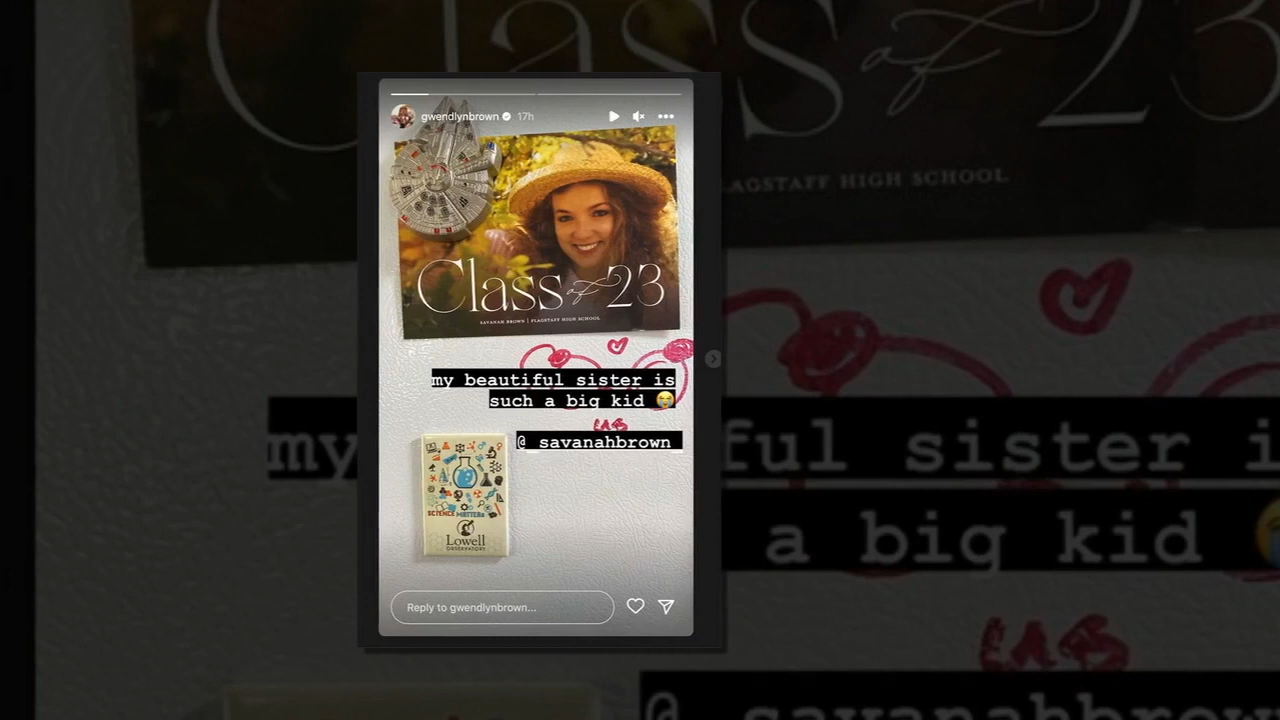 Class of 23
FLAGSTAFF HIGH SCHOOL
gwendlynbrown 17h
Class of 23
SAVANAH BROWN | FLAGSTAFF HIGH SCHOOL
my beautiful sister is
such a big kid 😭
@_savanahbrown_
SCIENCE MATTERS
Lowell
OBSERVATORY
Reply to gwendlynbrown...
my
ful sister i
a big kid
@_savanahbrown